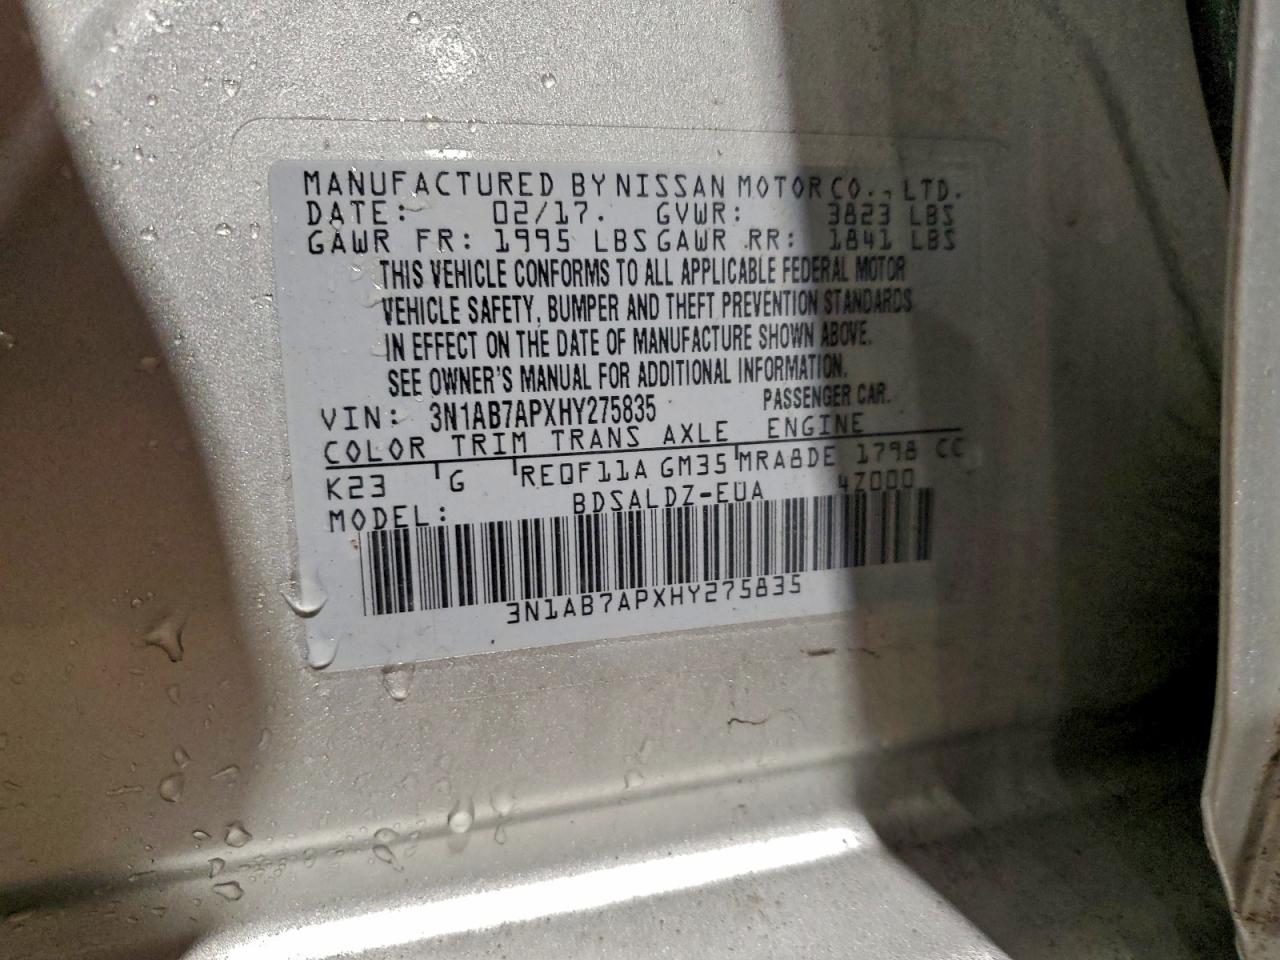 MANUFACTURED BY NISSAN MOTOR CO., LTD.
DATE: 02/17. GVWR: 3823 LBS
GAWR FR: 1995 LBS GAWR RR: 1841 LBS
THIS VEHICLE CONFORMS TO ALL APPLICABLE FEDERAL MOTOR
VEHICLE SAFETY, BUMPER AND THEFT PREVENTION STANDARDS
IN EFFECT ON THE DATE OF MANUFACTURE SHOWN ABOVE.
SEE OWNER'S MANUAL FOR ADDITIONAL INFORMATION.
VIN: 3N1AB7APXHY275835 PASSENGER CAR.
COLOR TRIM TRANS AXLE ENGINE
K23 G RE0F11A GM35 MRA8DE 1798 CC
MODEL: BDSALDZ-EUA 4Z000
3N1AB7APXHY275835